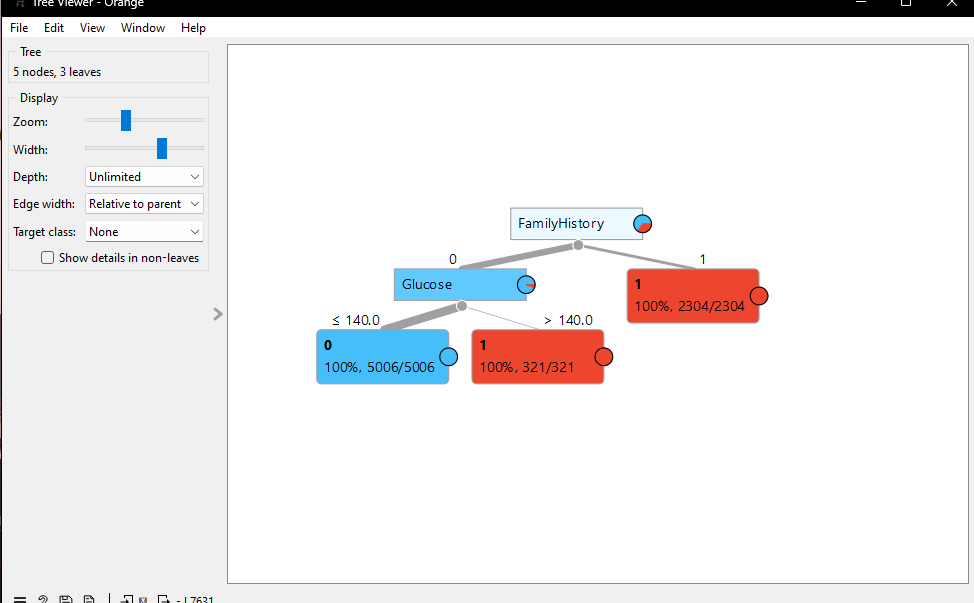 Tree Viewer - Orange
File Edit View Window Help
Tree
5 nodes, 3 leaves
Display
Zoom:
Width:
Depth: Unlimited
Edge width: Relative to parent
Target class: None
Show details in non-leaves
FamilyHistory
0 1
Glucose
1
100%, 2304/2304
≤ 140.0 > 140.0
0
100%, 5006/5006
1
100%, 321/321
7631